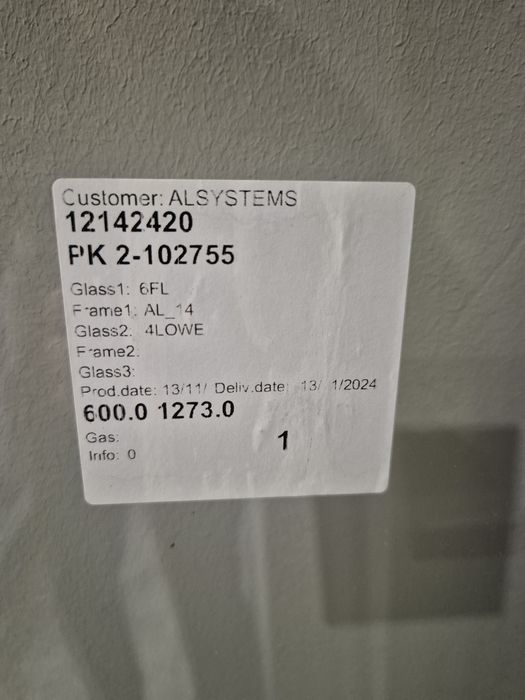 Customer: ALSYSTEMS
12142420
PK 2-102755
Glass1: 6FL
Frame1: AL_14
Glass2: 4LOWE
Frame2:
Glass3:
Prod.date: 13/11/ Deliv.date: 13/ 1/2024
600.0 1273.0
Gas:
1
Info: 0